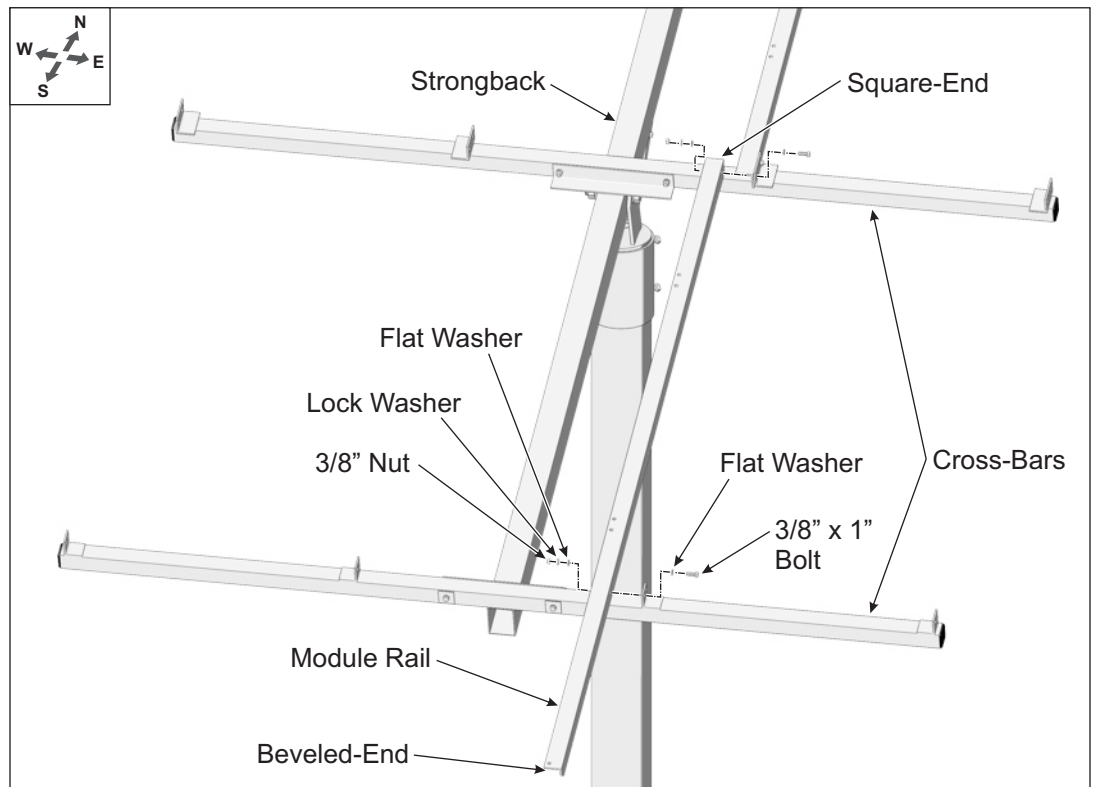 N
W
E
S
Strongback
Square-End
Flat Washer
Lock Washer
3/8” Nut
Flat Washer
Cross-Bars
3/8” x 1”
Bolt
Module Rail
Beveled-End